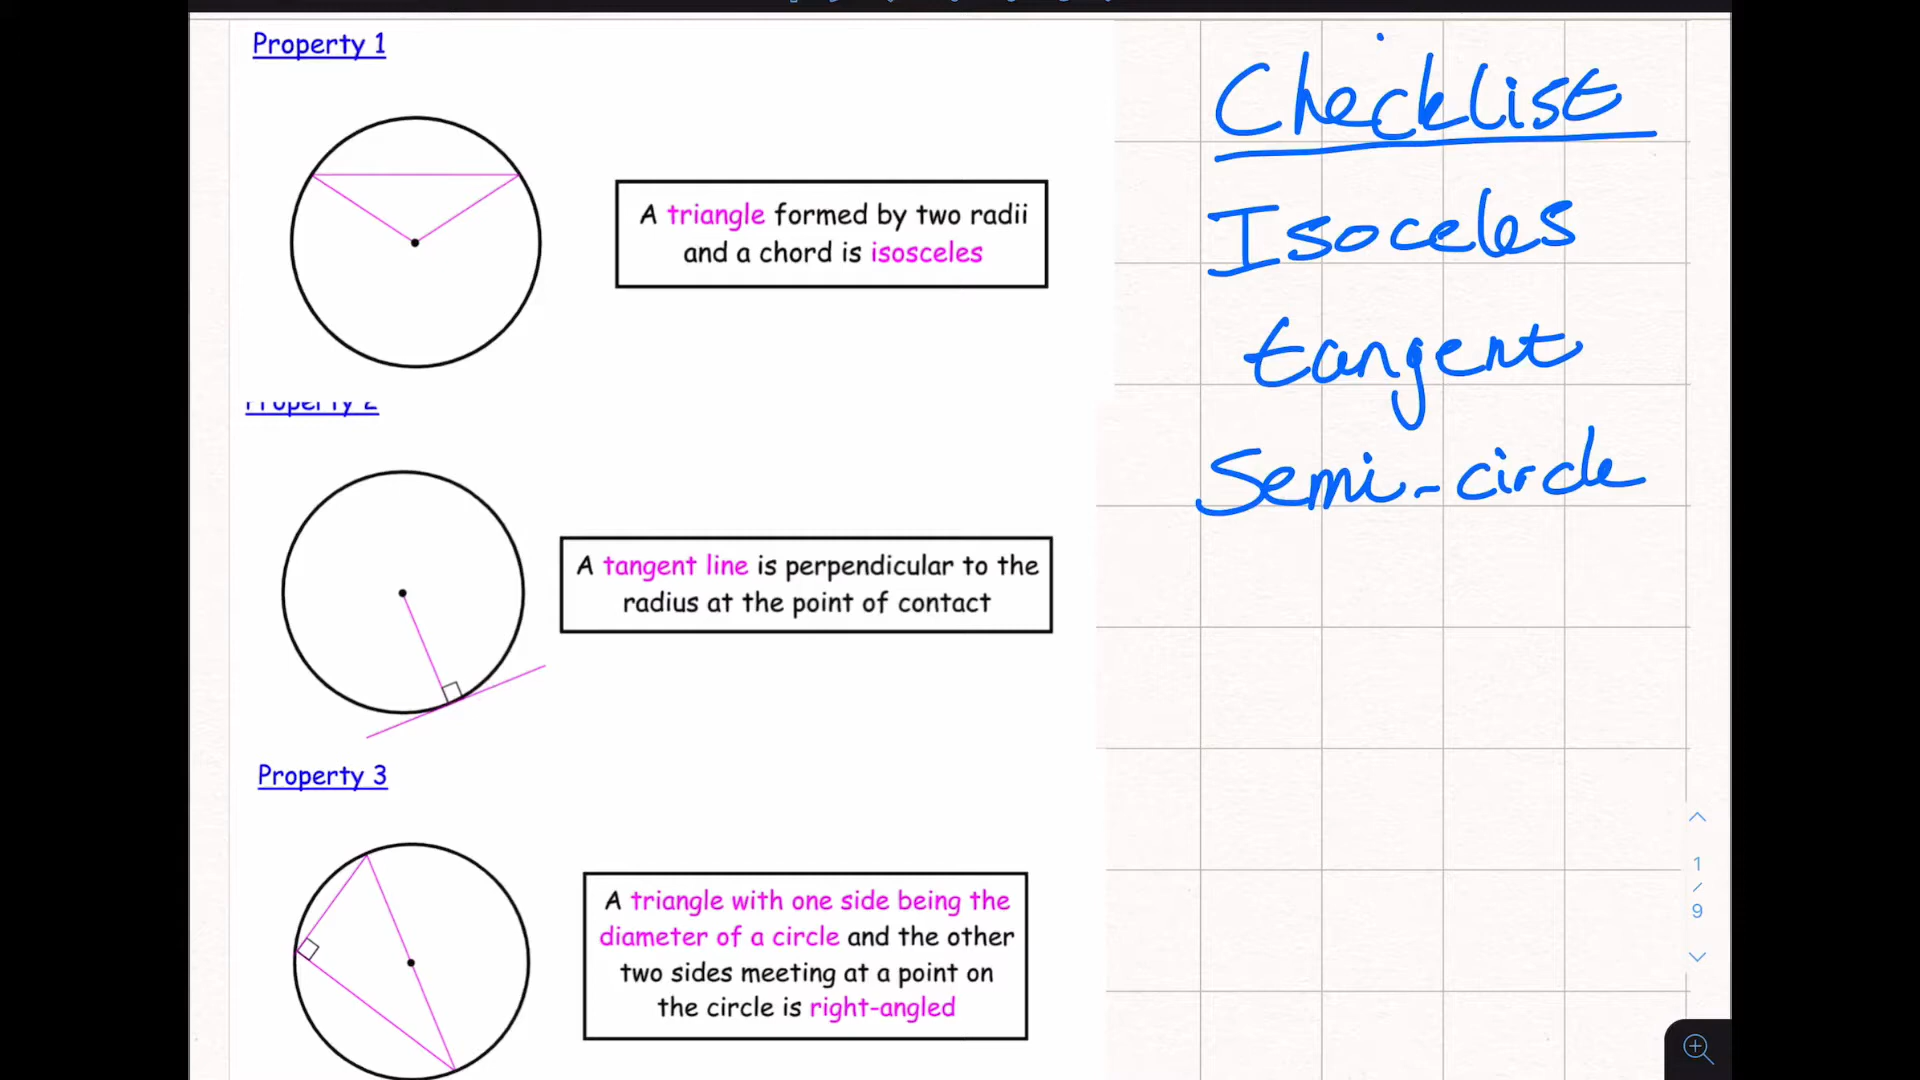 Property 1
A triangle formed by two radii
and a chord is isosceles
Property 2
A tangent line is perpendicular to the
radius at the point of contact
Property 3
A triangle with one side being the
diameter of a circle and the other
two sides meeting at a point on
the circle is right-angled
Checklist
Isoceles
tangent
Semi-circle
1
/
9